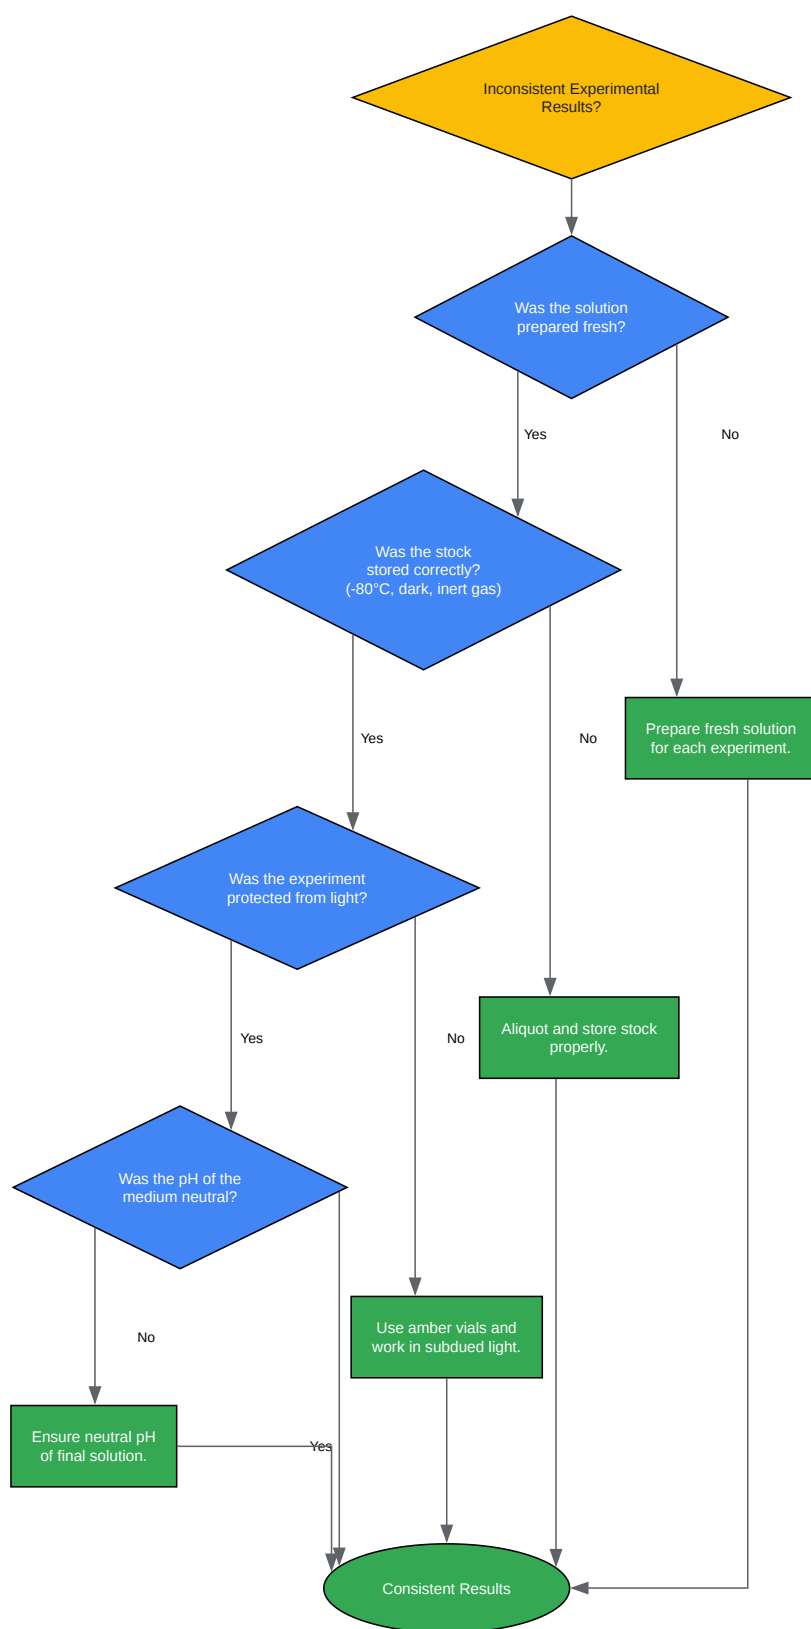 Inconsistent Experimental
Results?
Was the solution
prepared fresh?
Yes
No
Was the stock
stored correctly?
(-80°C, dark, inert gas)
Yes
No
Prepare fresh solution
for each experiment.
Was the experiment
protected from light?
Yes
No
Aliquot and store stock
properly.
Was the pH of the
medium neutral?
No
Use amber vials and
work in subdued light.
Ensure neutral pH
of final solution.
Yes
Consistent Results